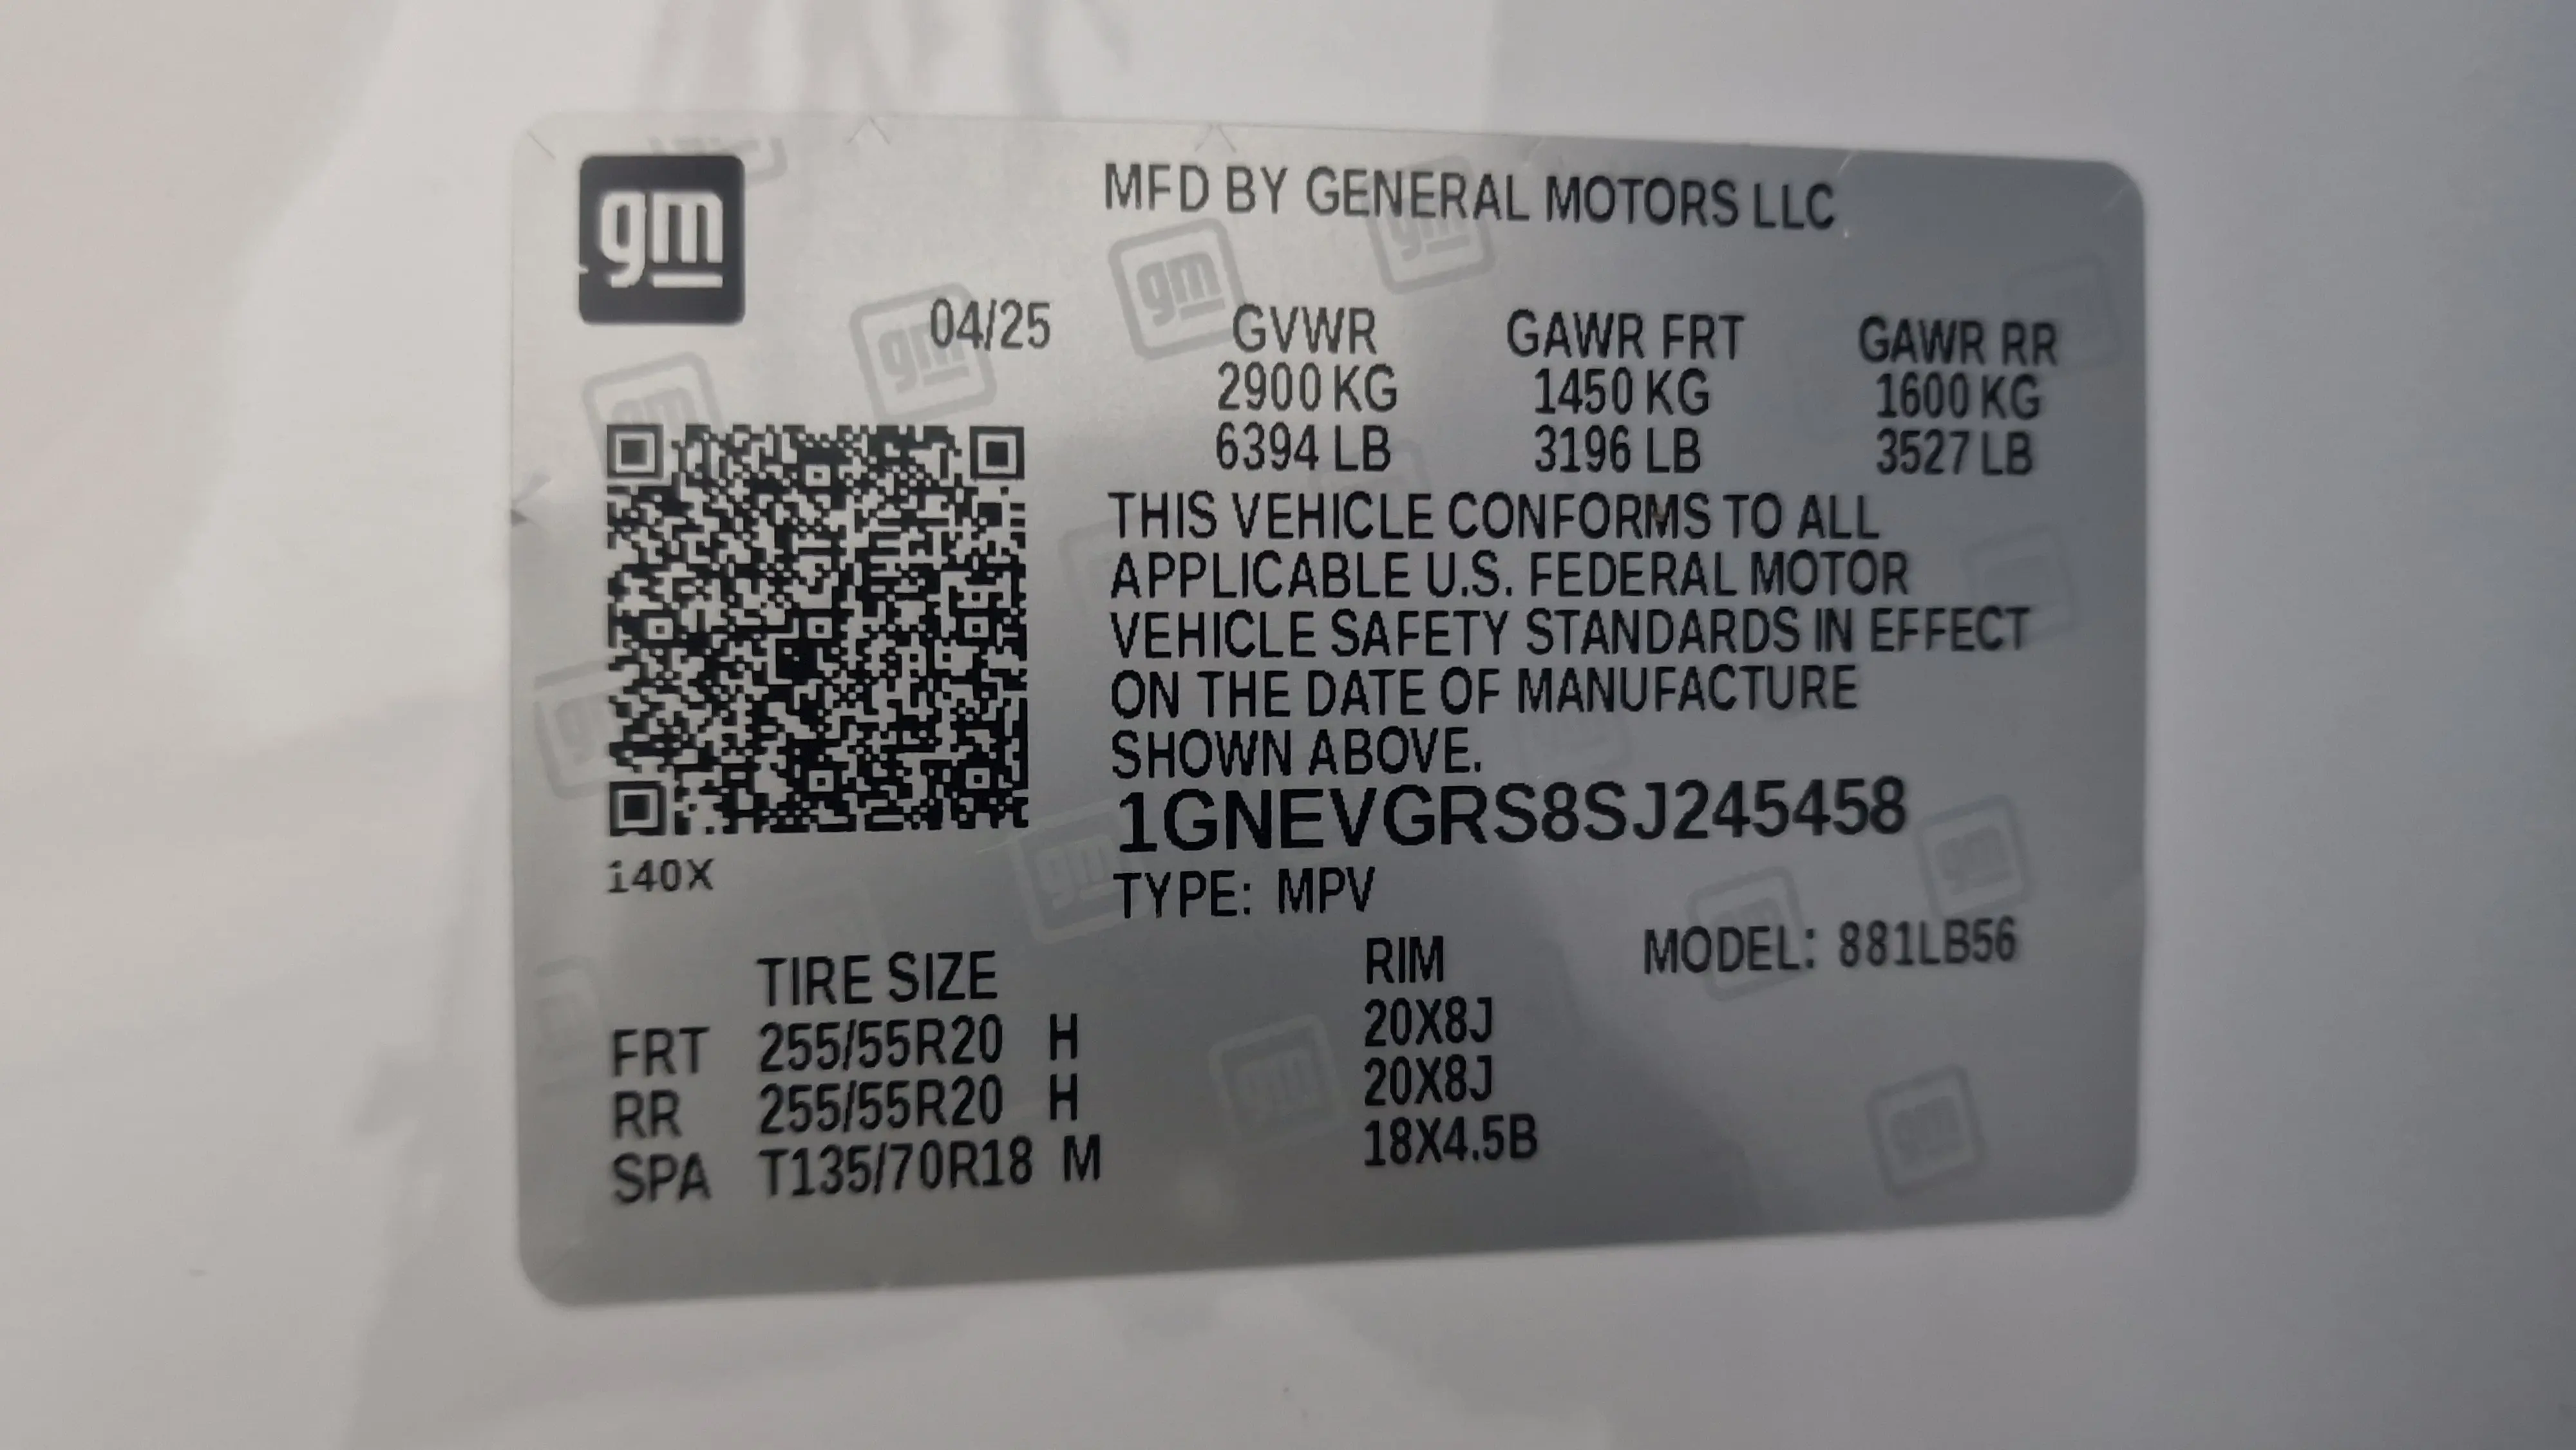 gm
MFD BY GENERAL MOTORS LLC
04/25
GVWR GAWR FRT GAWR RR
2900 KG 1450 KG 1600 KG
6394 LB 3196 LB 3527 LB
THIS VEHICLE CONFORMS TO ALL
APPLICABLE U.S. FEDERAL MOTOR
VEHICLE SAFETY STANDARDS IN EFFECT
ON THE DATE OF MANUFACTURE
SHOWN ABOVE.
1GNEVGRS8SJ245458
140X
TYPE: MPV
MODEL: 881LB56
TIRE SIZE RIM
FRT 255/55R20 H 20X8J
RR 255/55R20 H 20X8J
SPA T135/70R18 M 18X4.5B